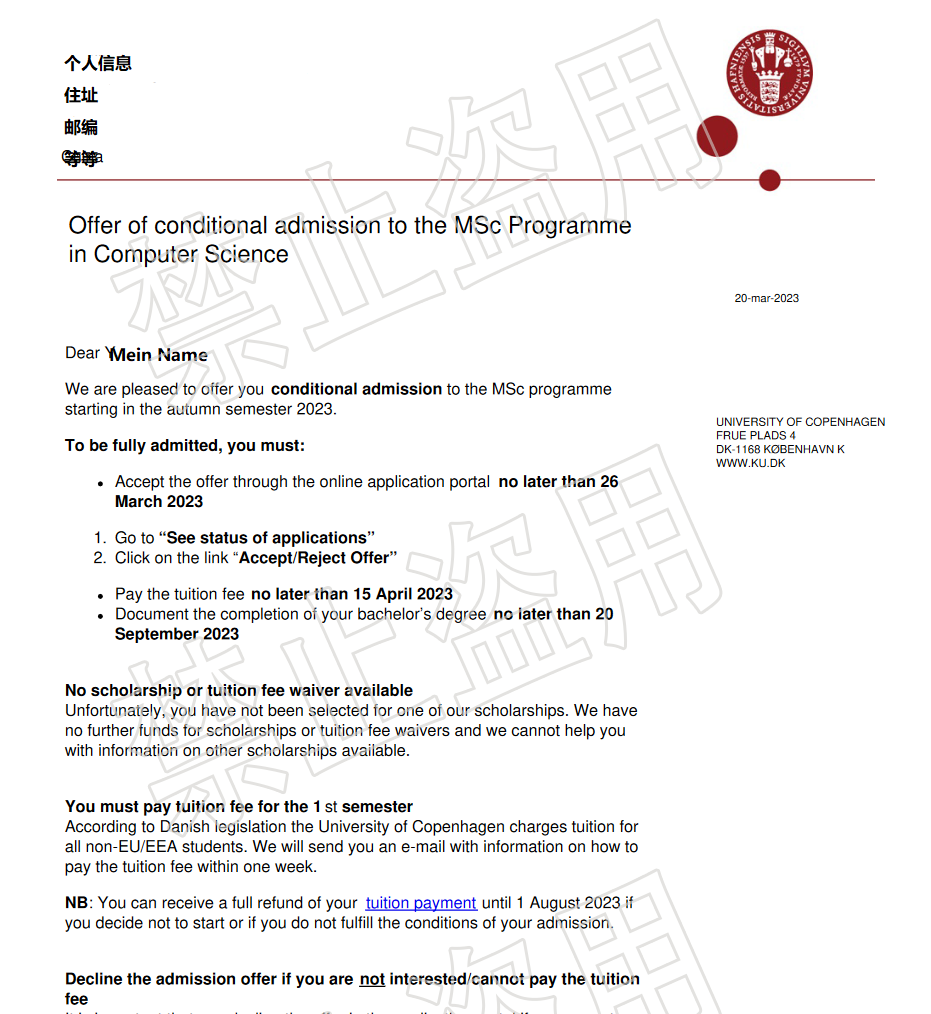 个人信息
住址
邮编
等等
Offer of conditional admission to the MSc Programme
in Computer Science
20-mar-2023
Dear Mein Name
We are pleased to offer you conditional admission to the MSc programme
starting in the autumn semester 2023.
UNIVERSITY OF COPENHAGEN
FRUE PLADS 4
DK-1168 KØBENHAVN K
WWW.KU.DK
To be fully admitted, you must:
• Accept the offer through the online application portal no later than 26
March 2023
1. Go to “See status of applications”
2. Click on the link “Accept/Reject Offer”
• Pay the tuition fee no later than 15 April 2023
• Document the completion of your bachelor’s degree no later than 20
September 2023
No scholarship or tuition fee waiver available
Unfortunately, you have not been selected for one of our scholarships. We have
no further funds for scholarships or tuition fee waivers and we cannot help you
with information on other scholarships available.
You must pay tuition fee for the 1 st semester
According to Danish legislation the University of Copenhagen charges tuition for
all non-EU/EEA students. We will send you an e-mail with information on how to
pay the tuition fee within one week.
NB: You can receive a full refund of your tuition payment until 1 August 2023 if
you decide not to start or if you do not fulfill the conditions of your admission.
Decline the admission offer if you are not interested/cannot pay the tuition
fee
禁止盗用
禁止盗用
盗用